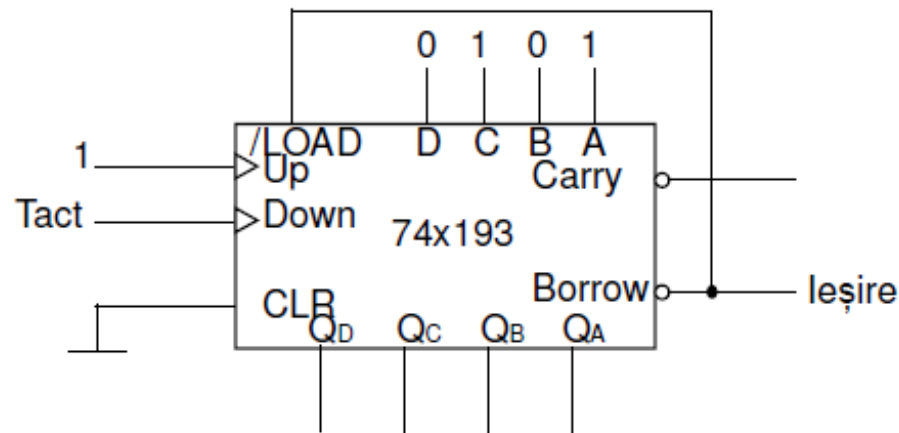 0 1 0 1
/LOAD D C B A
1
Up
Carry
Tact
Down
74x193
Borrow
Ieșire
CLR
QD QC QB QA